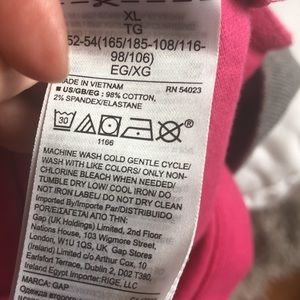 XL
TG
52-54(165/185-108/116-
98/106)
EG/XG
MADE IN VIETNAM RN 54023
■ US/GB/EG : 98% COTTON,
2% SPANDEX/ELASTANE
30
1166
MACHINE WASH COLD GENTLE CYCLE/
WASH WITH LIKE COLORS/ ONLY NON-
CHLORINE BLEACH WHEN NEEDED/
TUMBLE DRY LOW/ COOL IRON/ DO
NOT IRON DECORATION/ DO NOT DRY CLEAN
Imported By/Importe Par/Importado
Por/Distribuido
Gap (UK Holdings) Limited, 2nd Floor
Nations House, 103 Wigmore Street,
London, W1U 1QS, UK, Gap Stores
(Ireland) Limited c/o Arthur Cox, 10
Earlsfort Terrace, Dublin 2, D02 T380,
Ireland Egypt Importer: RIGE, LLC
MARCA: GAP